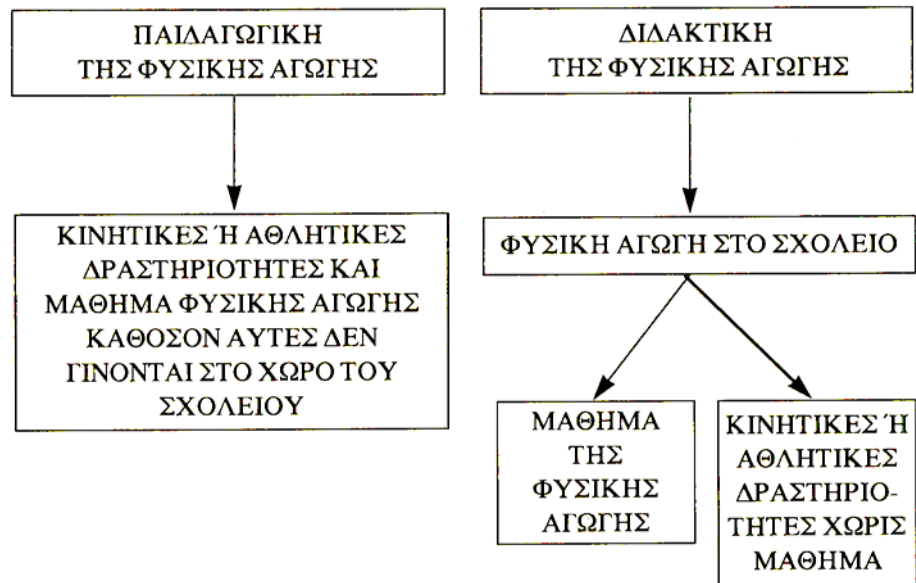 ΠΑΙΔΑΓΩΓΙΚΗ
ΤΗΣ ΦΥΣΙΚΗΣ ΑΓΩΓΗΣ
ΔΙΔΑΚΤΙΚΗ
ΤΗΣ ΦΥΣΙΚΗΣ ΑΓΩΓΗΣ
ΚΙΝΗΤΙΚΕΣ Ή ΑΘΛΗΤΙΚΕΣ
ΔΡΑΣΤΗΡΙΟΤΗΤΕΣ ΚΑΙ
ΜΑΘΗΜΑ ΦΥΣΙΚΗΣ ΑΓΩΓΗΣ
ΚΑΘΟΣΟΝ ΑΥΤΕΣ ΔΕΝ
ΓΙΝΟΝΤΑΙ ΣΤΟ ΧΩΡΟ ΤΟΥ
ΣΧΟΛΕΙΟΥ
ΦΥΣΙΚΗ ΑΓΩΓΗ ΣΤΟ ΣΧΟΛΕΙΟ
ΜΑΘΗΜΑ
ΤΗΣ
ΦΥΣΙΚΗΣ
ΑΓΩΓΗΣ
ΚΙΝΗΤΙΚΕΣ Ή
ΑΘΛΗΤΙΚΕΣ
ΔΡΑΣΤΗΡΙΟ-
ΤΗΤΕΣ ΧΩΡΙΣ
ΜΑΘΗΜΑ